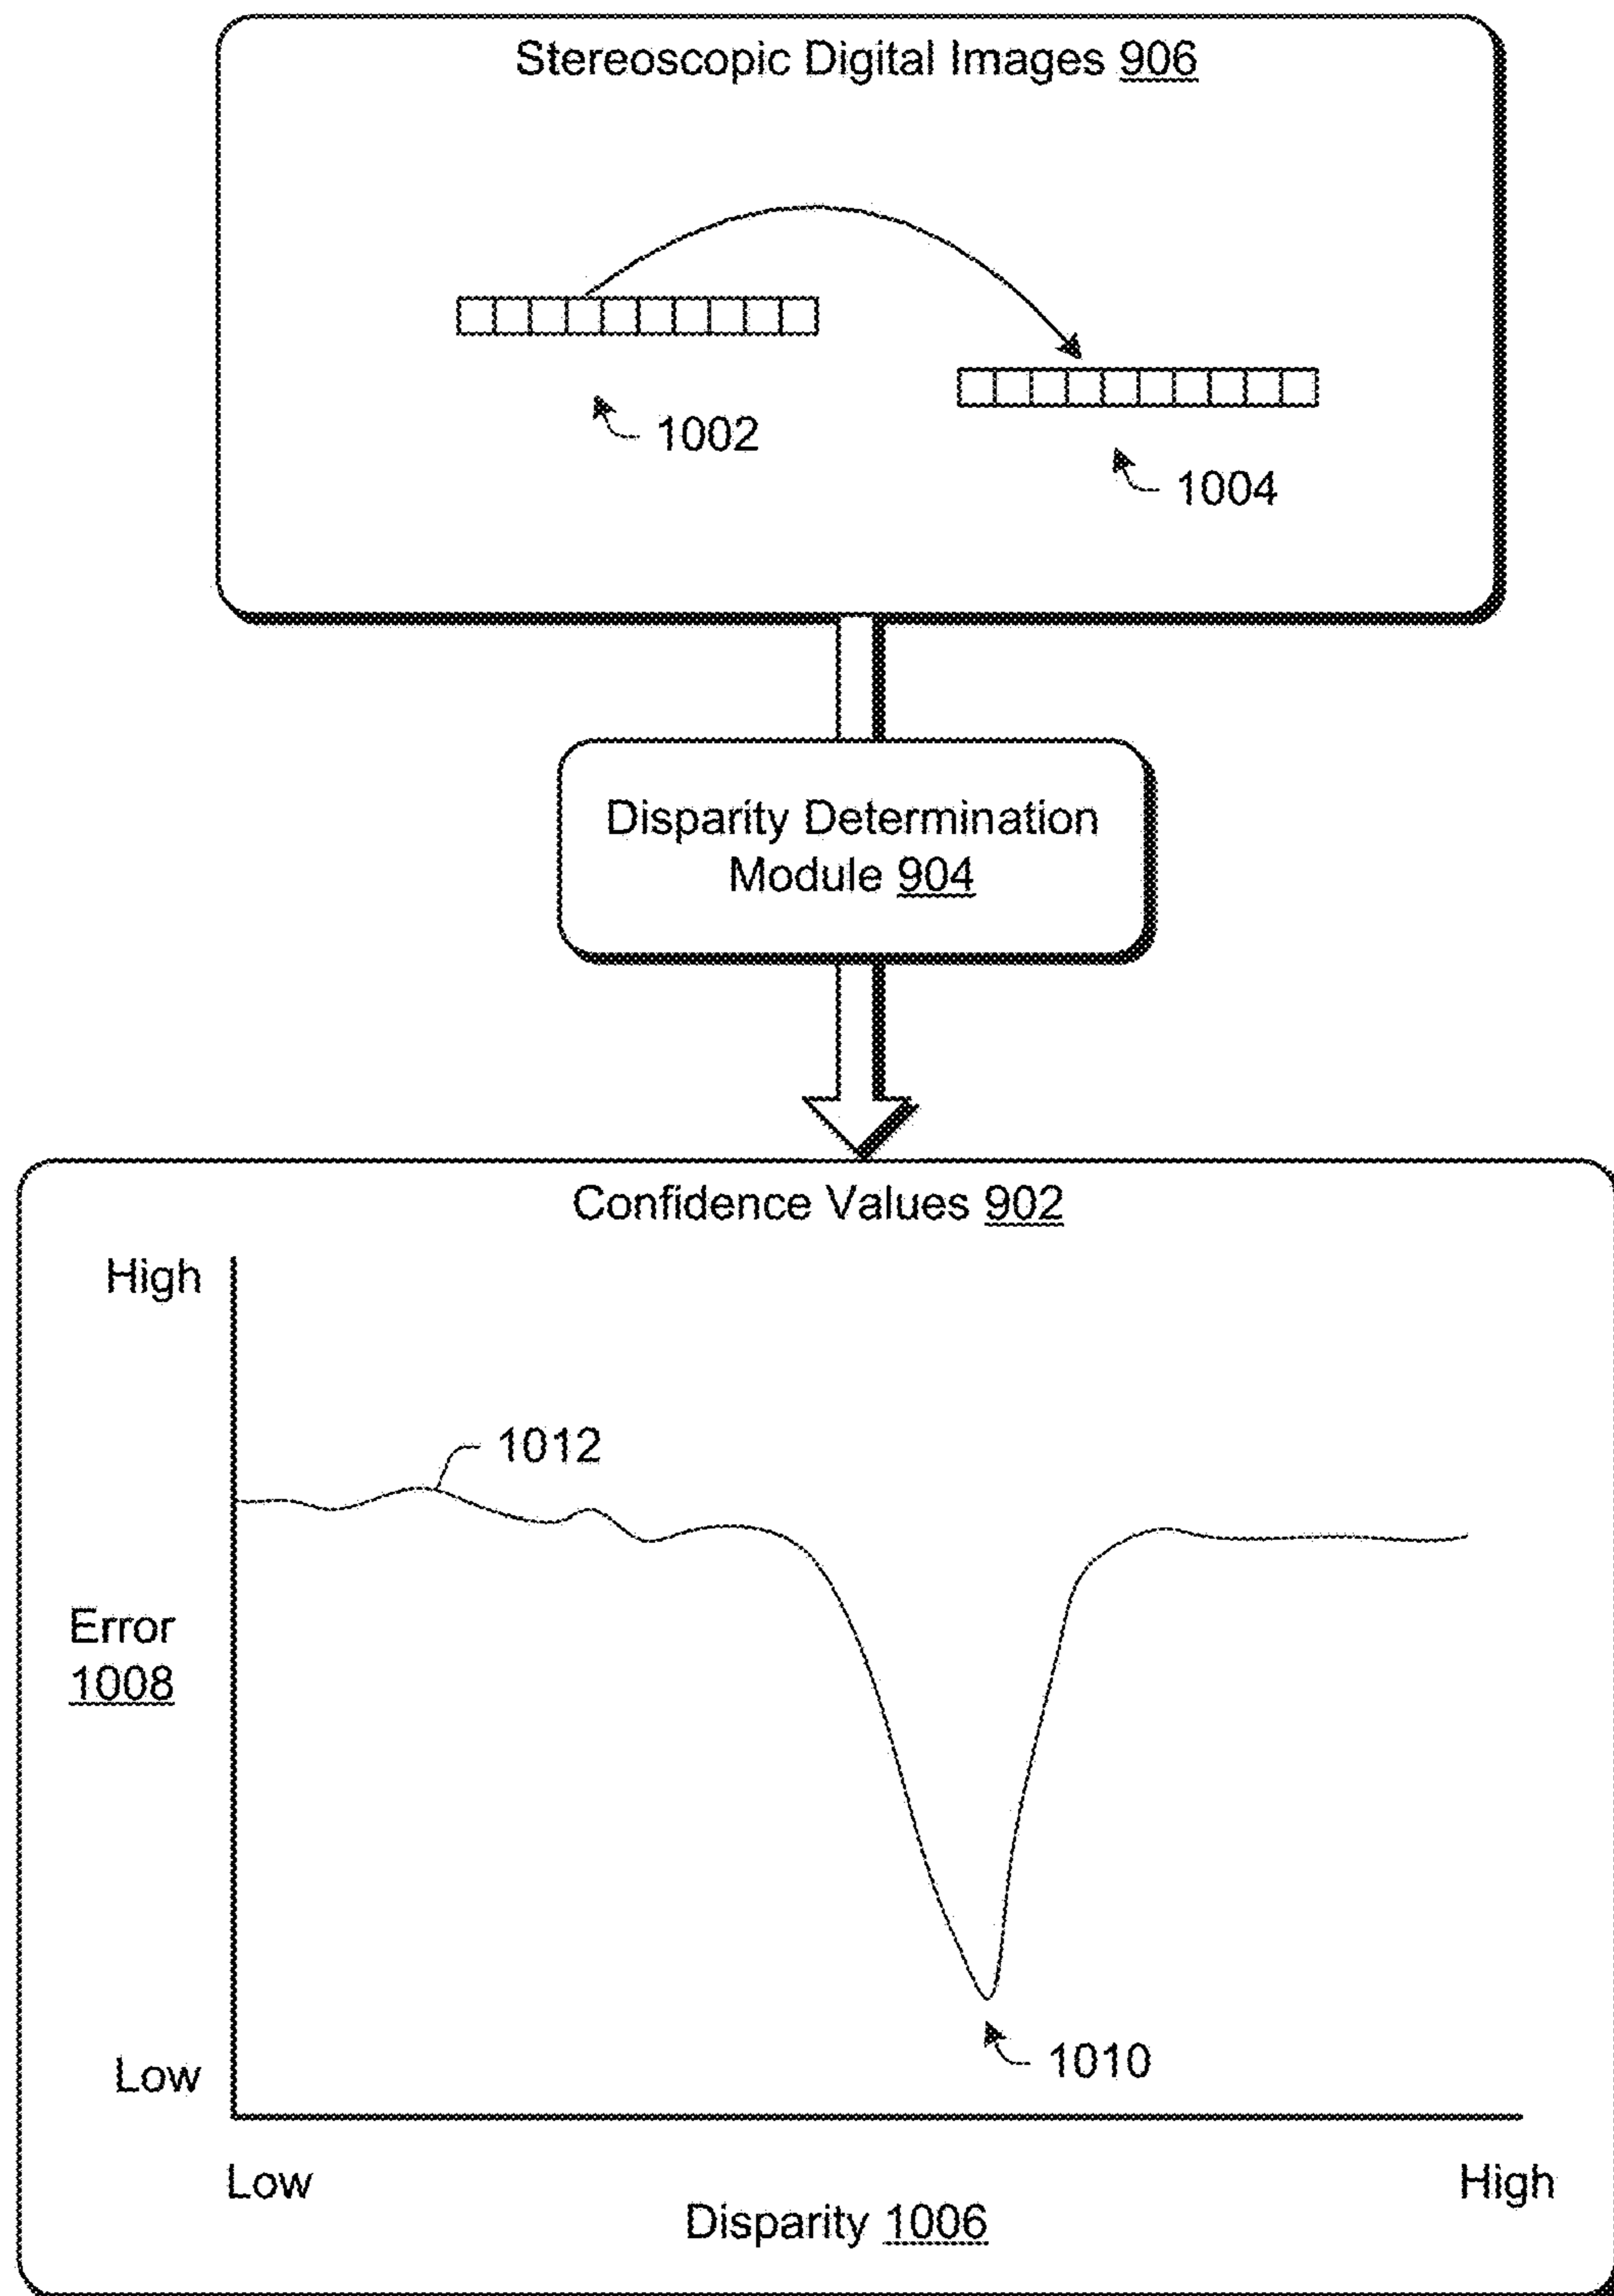 Stereoscopic Digital Images 906
1002
1004
Disparity Determination
Module 904
Confidence Values 902
High
1012
Error
1008
1010
Low
Low
High
Disparity 1006